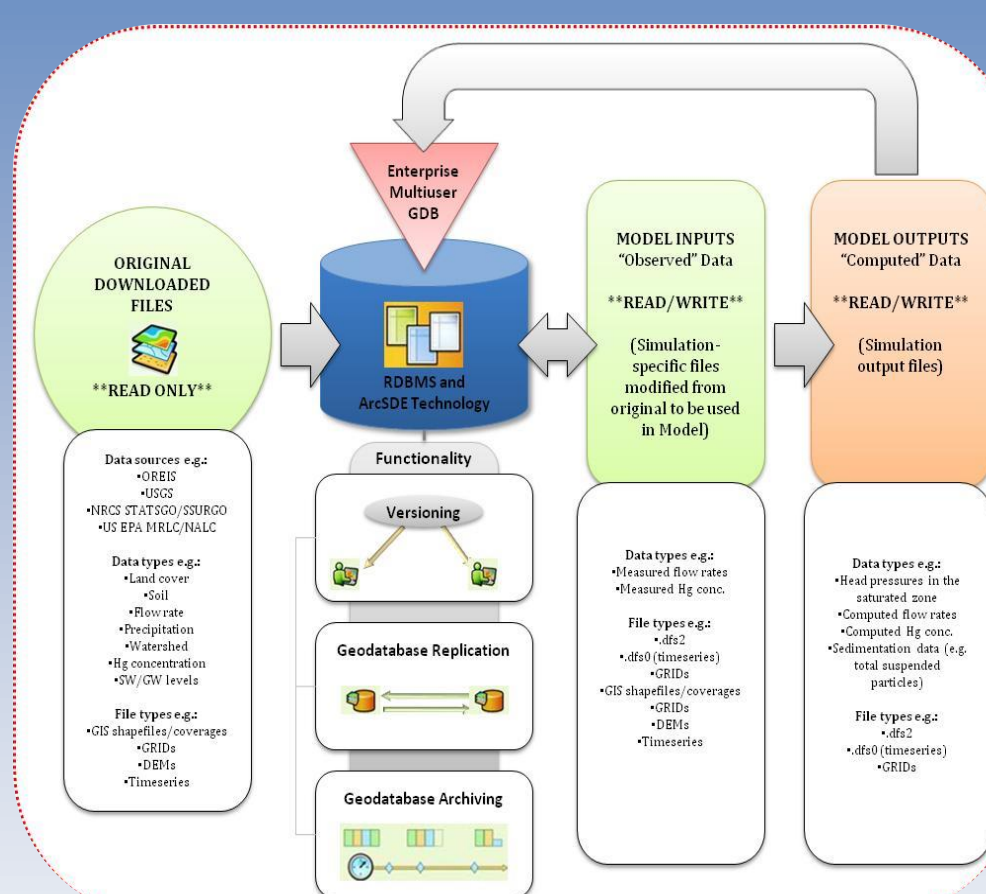 Enterprise
Multiuser
GDB
ORIGINAL
DOWNLOADED
FILES
**READ ONLY**
Data sources e.g.:
▪OREIS
▪USGS
▪NRCS STATSGO/SSURGO
▪US EPA MRLC/NALC
Data types e.g.:
▪Land cover
▪Soil
▪Flow rate
▪Precipitation
▪Watershed
▪Hg concentration
▪SW/GW levels
File types e.g.:
▪GIS shapefiles/coverages
▪GRIDs
▪DEMs
▪Timeseries
RDBMS and
ArcSDE Technology
Functionality
Versioning
Geodatabase Replication
Geodatabase Archiving
MODEL INPUTS
“Observed” Data
**READ/WRITE**
(Simulation-
specific files
modified from
original to be used
in Model)
Data types e.g.:
▪Measured flow rates
▪Measured Hg conc.
File types e.g.:
▪.dfs2
▪.dfs0 (timeseries)
▪GRIDs
▪GIS shapefiles/coverages
▪GRIDs
▪DEMs
▪Timeseries
MODEL OUTPUTS
“Computed” Data
**READ/WRITE**
(Simulation
output files)
Data types e.g.:
▪Head pressures in the
saturated zone
▪Computed flow rates
▪Computed Hg conc.
▪Sedimentation data (e.g.
total suspended
particles)
File types e.g.:
▪.dfs2
▪.dfs0 (timeseries)
▪GRIDs